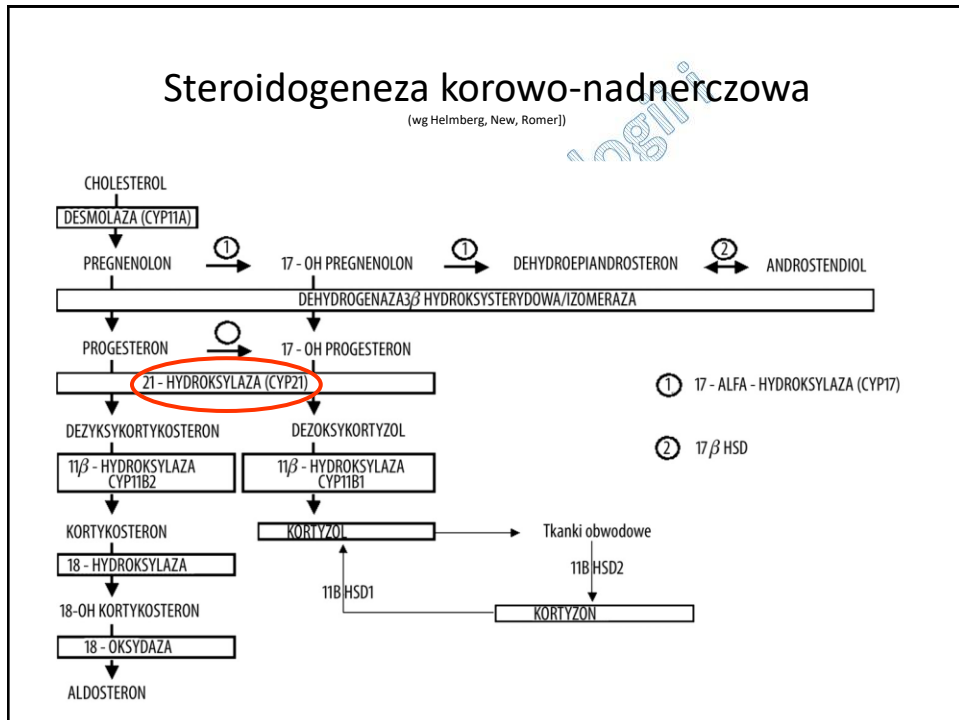 Steroidogeneza korowo-nadnerczowa
(wg Helmberg, New, Romer])
logii i
CHOLESTEROL
DESMOLAZA (CYP11A)
PREGNENOLON
1
17 - OH PREGNENOLON
1
DEHYDROEPIANDROSTERON
2
ANDROSTENDIOL
DEHYDROGENAZA3β HYDROKSYSTERYDOWA/IZOMERAZA
PROGESTERON
17 - OH PROGESTERON
21 - HYDROKSYLAZA (CYP21)
1 17 - ALFA - HYDROKSYLAZA (CYP17)
DEZYKSYKORTYKOSTERON
DEZOKSYKORTYZOL
2 17 β HSD
11β - HYDROKSYLAZA
CYP11B2
11β - HYDROKSYLAZA
CYP11B1
KORTYKOSTERON
KORTYZOL
Tkanki obwodowe
18 - HYDROKSYLAZA
11B HSD1
11B HSD2
18-OH KORTYKOSTERON
KORTYZON
18 - OKSYDAZA
ALDOSTERON